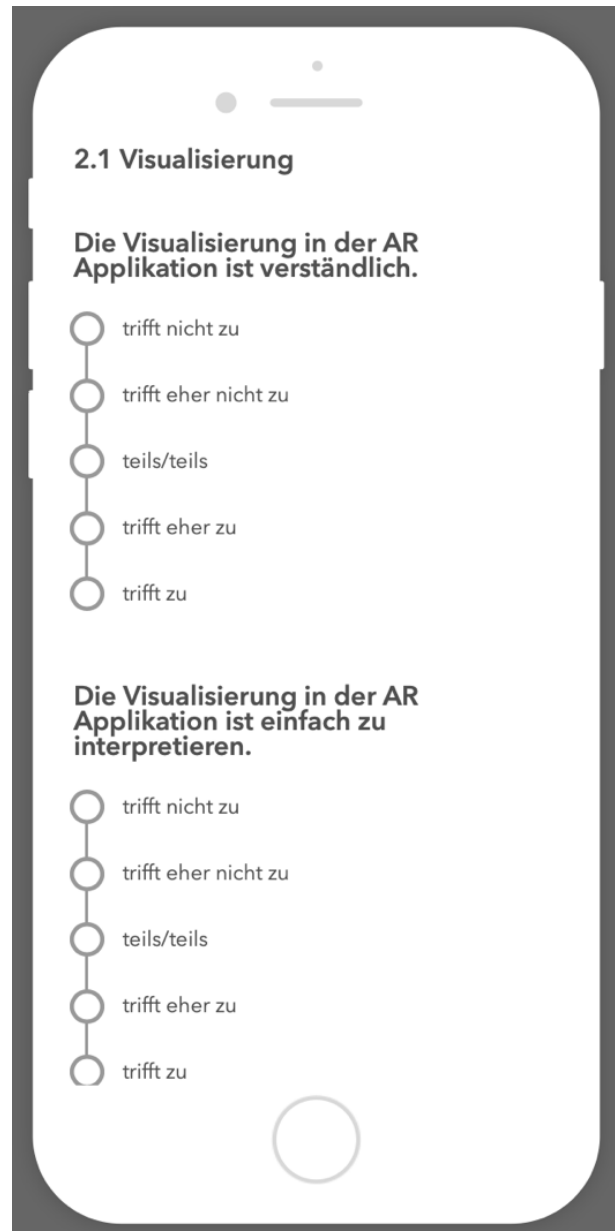 2.1 Visualisierung
Die Visualisierung in der AR
Applikation ist verständlich.
trifft nicht zu
trifft eher nicht zu
teils/teils
trifft eher zu
trifft zu
Die Visualisierung in der AR
Applikation ist einfach zu
interpretieren.
trifft nicht zu
trifft eher nicht zu
teils/teils
trifft eher zu
trifft zu